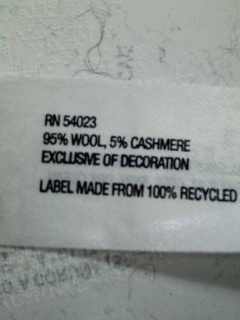 RN 54023
95% WOOL, 5% CASHMERE
EXCLUSIVE OF DECORATION
LABEL MADE FROM 100% RECYCLED